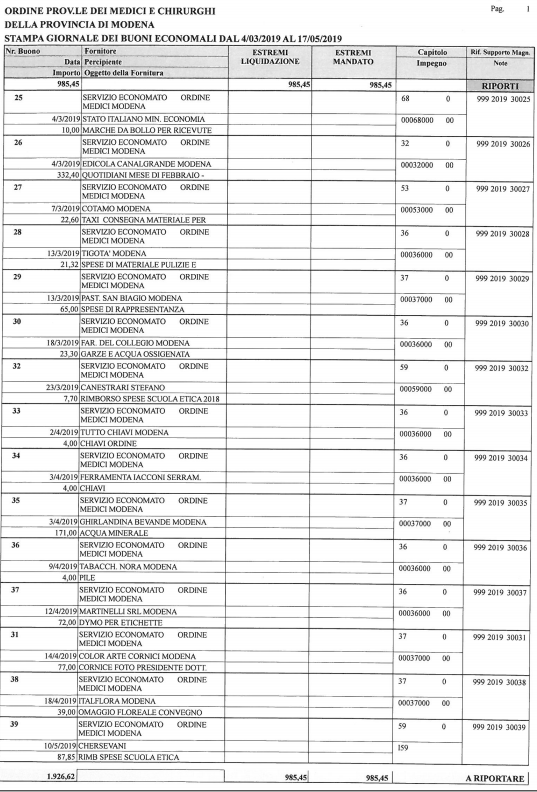 ORDINE PROV.LE DEI MEDICI E CHIRURGHI Pag. 1
DELLA PROVINCIA DI MODENA
STAMPA GIORNALE DEI BUONI ECONOMALI DAL 4/03/2019 AL 17/05/2019
Nr. Buono Fornitore ESTREMI ESTREMI Capitolo Rif. Supporto Magn.
Data Percipiente LIQUIDAZIONE MANDATO Impegno Note
Importo Oggetto della Fornitura
985,45 985,45 985,45 RIPORTI
25 SERVIZIO ECONOMATO ORDINE 68 0 999 2019 30025
MEDICI MODENA
4/3/2019 STATO ITALIANO MIN. ECONOMIA 00068000 00
10,00 MARCHE DA BOLLO PER RICEVUTE
26 SERVIZIO ECONOMATO ORDINE 32 0 999 2019 30026
MEDICI MODENA
4/3/2019 EDICOLA CANALGRANDE MODENA 00032000 00
332,40 QUOTIDIANI MESE DI FEBBRAIO -
27 SERVIZIO ECONOMATO ORDINE 53 0 999 2019 30027
MEDICI MODENA
7/3/2019 COTAMO MODENA 00053000 00
22,60 TAXI CONSEGNA MATERIALE PER
28 SERVIZIO ECONOMATO ORDINE 36 0 999 2019 30028
MEDICI MODENA
13/3/2019 TIGOTA' MODENA 00036000 00
21,32 SPESE DI MATERIALE PULIZIE E
29 SERVIZIO ECONOMATO ORDINE 37 0 999 2019 30029
MEDICI MODENA
13/3/2019 PAST. SAN BIAGIO MODENA 00037000 00
65,00 SPESE DI RAPPRESENTANZA
30 SERVIZIO ECONOMATO ORDINE 36 0 999 2019 30030
MEDICI MODENA
18/3/2019 FAR. DEL COLLEGIO MODENA 00036000 00
23,30 GARZE E ACQUA OSSIGENATA
32 SERVIZIO ECONOMATO ORDINE 59 0 999 2019 30032
MEDICI MODENA
23/3/2019 CANESTRARI STEFANO 00059000 00
7,70 RIMBORSO SPESE SCUOLA ETICA 2018
33 SERVIZIO ECONOMATO ORDINE 36 0 999 2019 30033
MEDICI MODENA
2/4/2019 TUTTO CHIAVI MODENA 00036000 00
4,00 CHIAVI ORDINE
34 SERVIZIO ECONOMATO ORDINE 36 0 999 2019 30034
MEDICI MODENA
3/4/2019 FERRAMENTA IACCONI SERRAM. 00036000 00
4,00 CHIAVI
35 SERVIZIO ECONOMATO ORDINE 37 0 999 2019 30035
MEDICI MODENA
3/4/2019 GHIRLANDINA BEVANDE MODENA 00037000 00
171,00 ACQUA MINERALE
36 SERVIZIO ECONOMATO ORDINE 36 0 999 2019 30036
MEDICI MODENA
9/4/2019 TABACCH. NORA MODENA 00036000 00
4,00 PILE
37 SERVIZIO ECONOMATO ORDINE 36 0 999 2019 30037
MEDICI MODENA
12/4/2019 MARTINELLI SRL MODENA 00036000 00
72,00 DYMO PER ETICHETTE
31 SERVIZIO ECONOMATO ORDINE 37 0 999 2019 30031
MEDICI MODENA
14/4/2019 COLOR ARTE CORNICI MODENA 00037000 00
77,00 CORNICE FOTO PRESIDENTE DOTT.
38 SERVIZIO ECONOMATO ORDINE 37 0 999 2019 30038
MEDICI MODENA
18/4/2019 ITALFLORA MODENA 00037000 00
39,00 OMAGGIO FLOREALE CONVEGNO
39 SERVIZIO ECONOMATO ORDINE 59 0 999 2019 30039
MEDICI MODENA
10/5/2019 CHERSEVANI 159
87,85 RIMB SPESE SCUOLA ETICA
1.926,62 985,45 985,45 A RIPORTARE